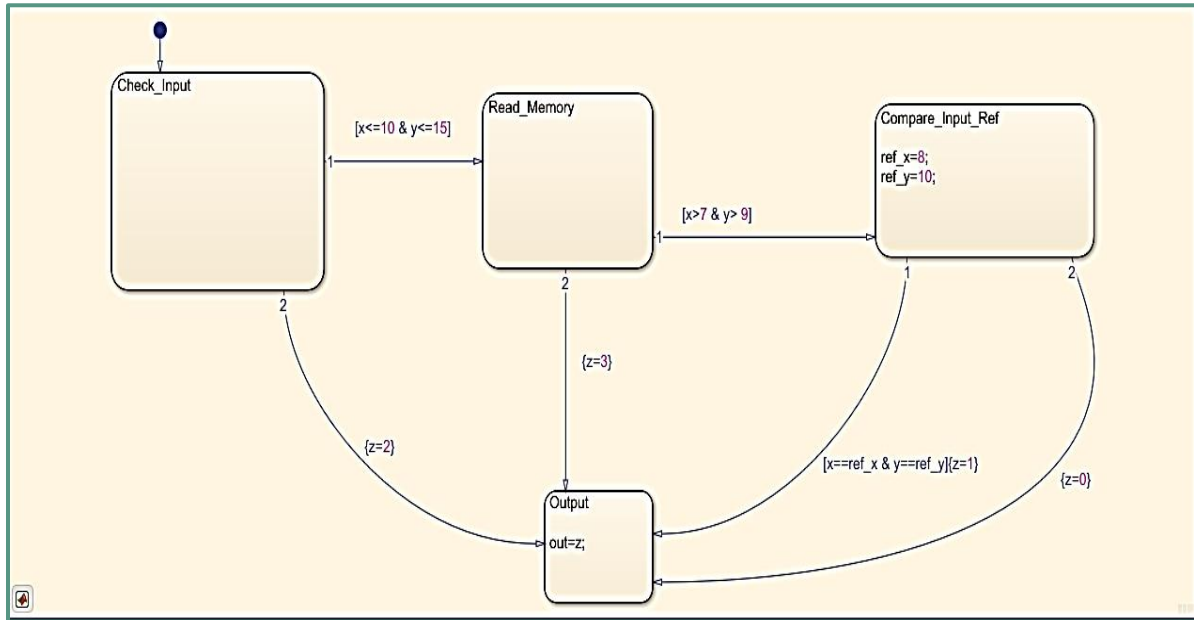 Check_Input
[x<=10 & y<=15]
1
2
{z=2}
Read_Memory
[x>7 & y> 9]
1
2
{z=3}
Compare_Input_Ref
ref_x=8;
ref_y=10;
1
2
[x==ref_x & y==ref_y]{z=1}
{z=0}
Output
out=z;